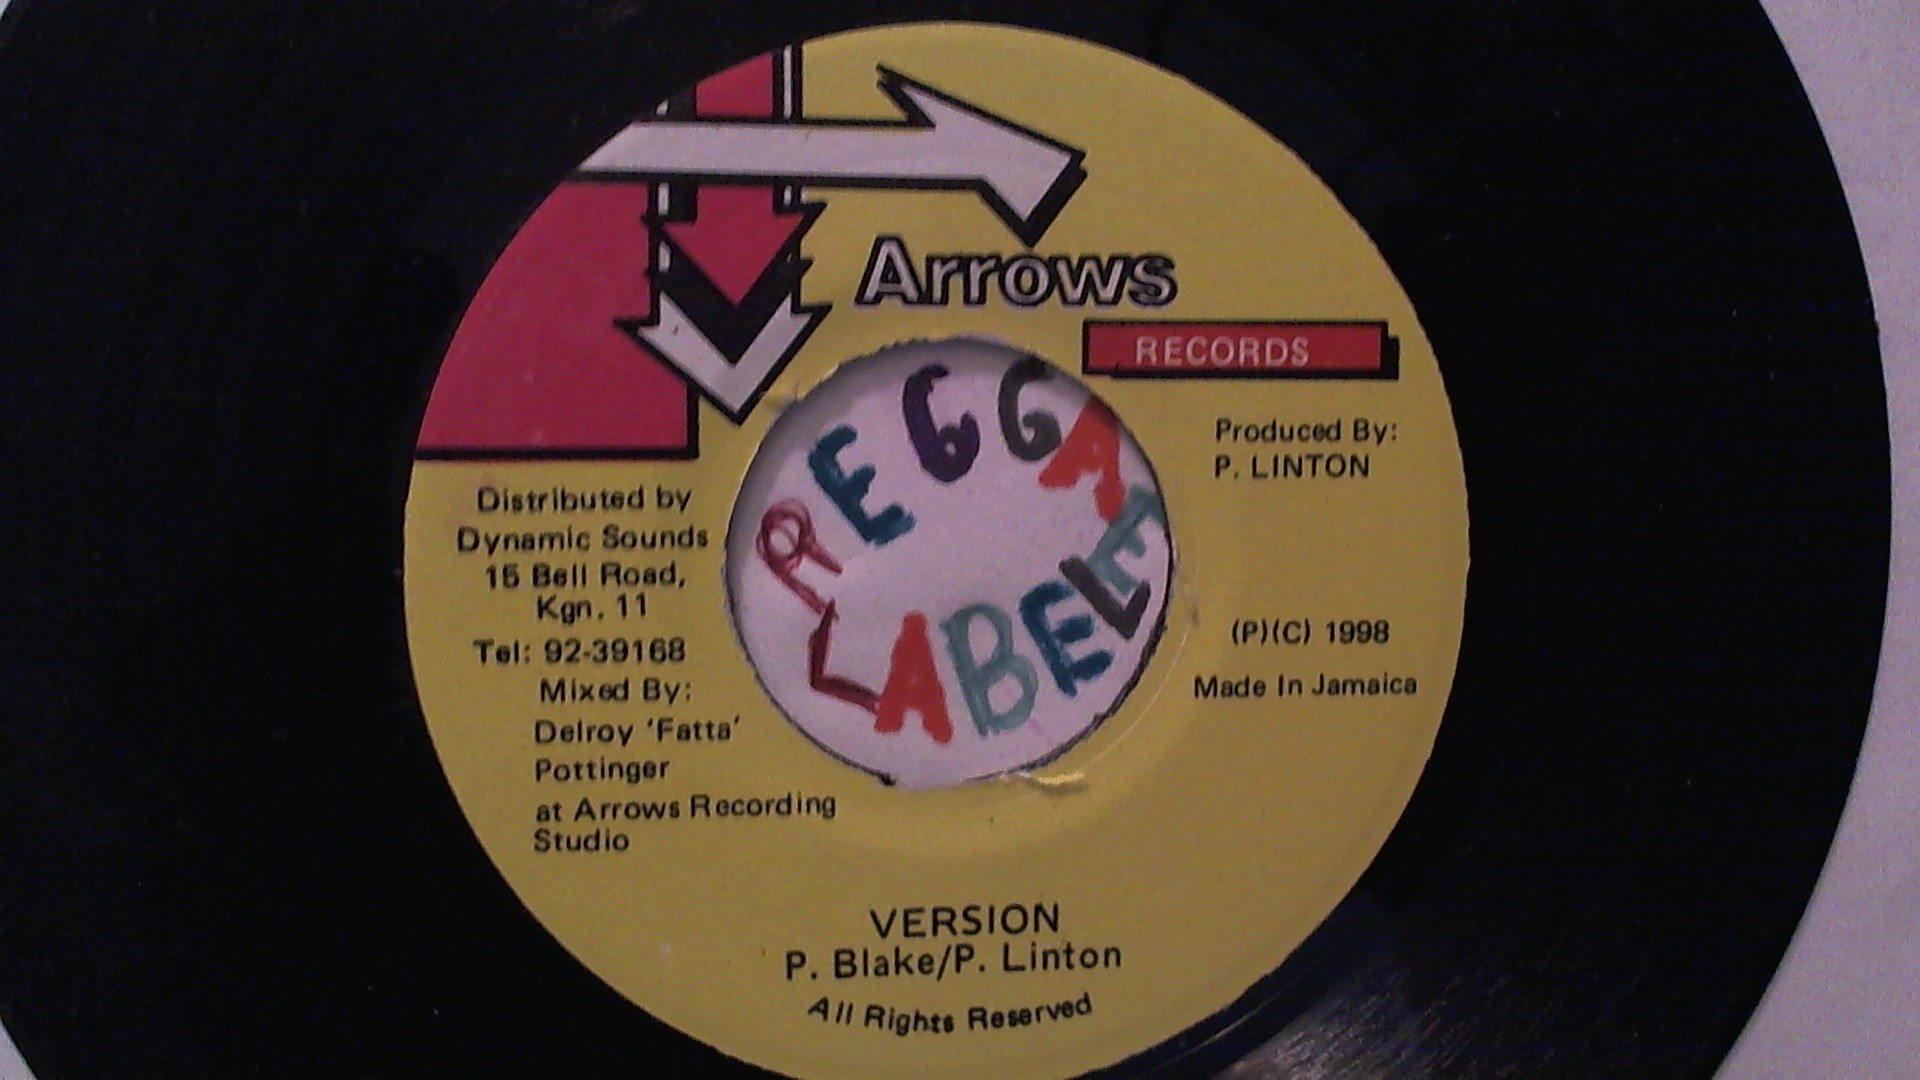 Arrows
RECORDS
Produced By:
P. LINTON
Distributed by
Dynamic Sounds
15 Bell Road,
Kgn. 11
Tel: 92-39168
Mixed By:
Delroy 'Fatta'
Pottinger
at Arrows Recording
Studio
REGGAE
LABEL
(P)(C) 1998
Made In Jamaica
VERSION
P. Blake/P. Linton
All Rights Reserved